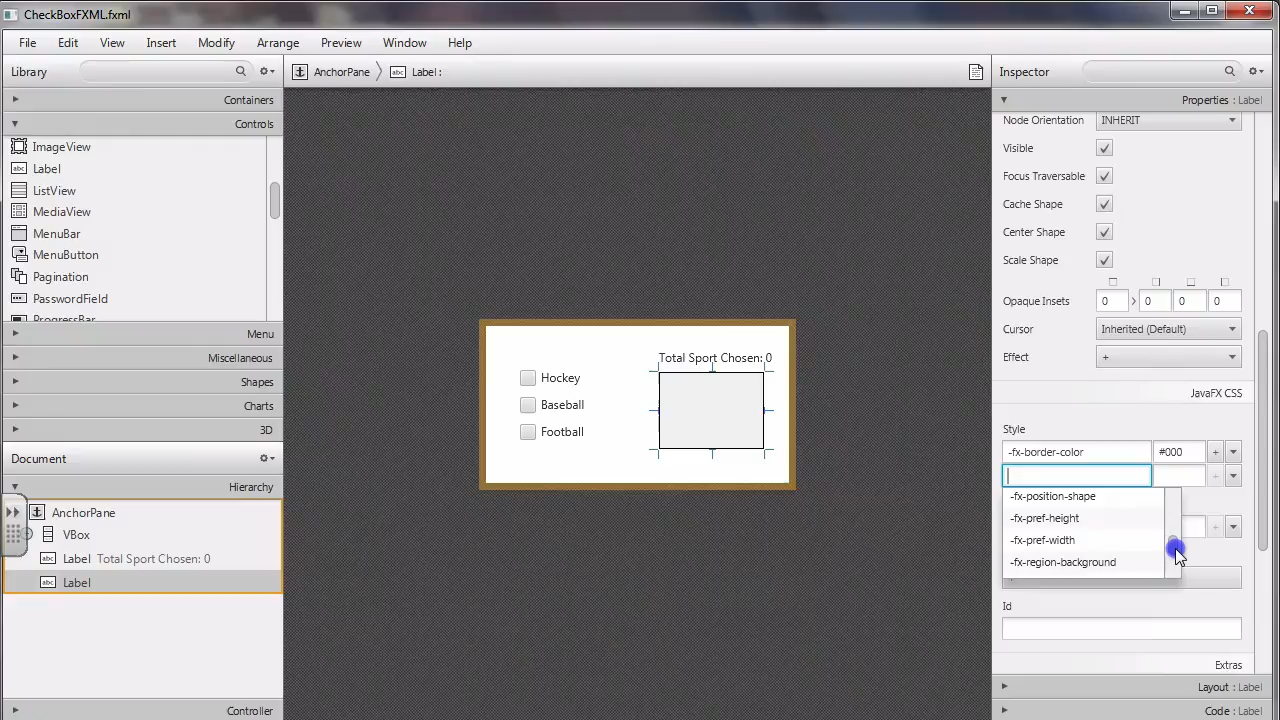 CheckBoxFXML.fxml
File Edit View Insert Modify Arrange Preview Window Help
Library
AnchorPane
abc Label :
Inspector
Containers
Controls
ImageView
abc Label
ListView
MediaView
MenuBar
MenuButton
Pagination
PasswordField
ProgressBar
Menu
Miscellaneous
Shapes
Charts
3D
Document
Hierarchy
AnchorPane
VBox
abc Label Total Sport Chosen: 0
abc Label
Controller
Total Sport Chosen: 0
Hockey
Baseball
Football
Properties : Label
Node Orientation INHERIT
Visible
Focus Traversable
Cache Shape
Center Shape
Scale Shape
Opaque Insets 0 0 0 0
Cursor Inherited (Default)
Effect +
JavaFX CSS
Style
-fx-border-color #000 +
+
-fx-position-shape
-fx-pref-height
-fx-pref-width
-fx-region-background
+
Id
Extras
Layout : Label
Code : Label